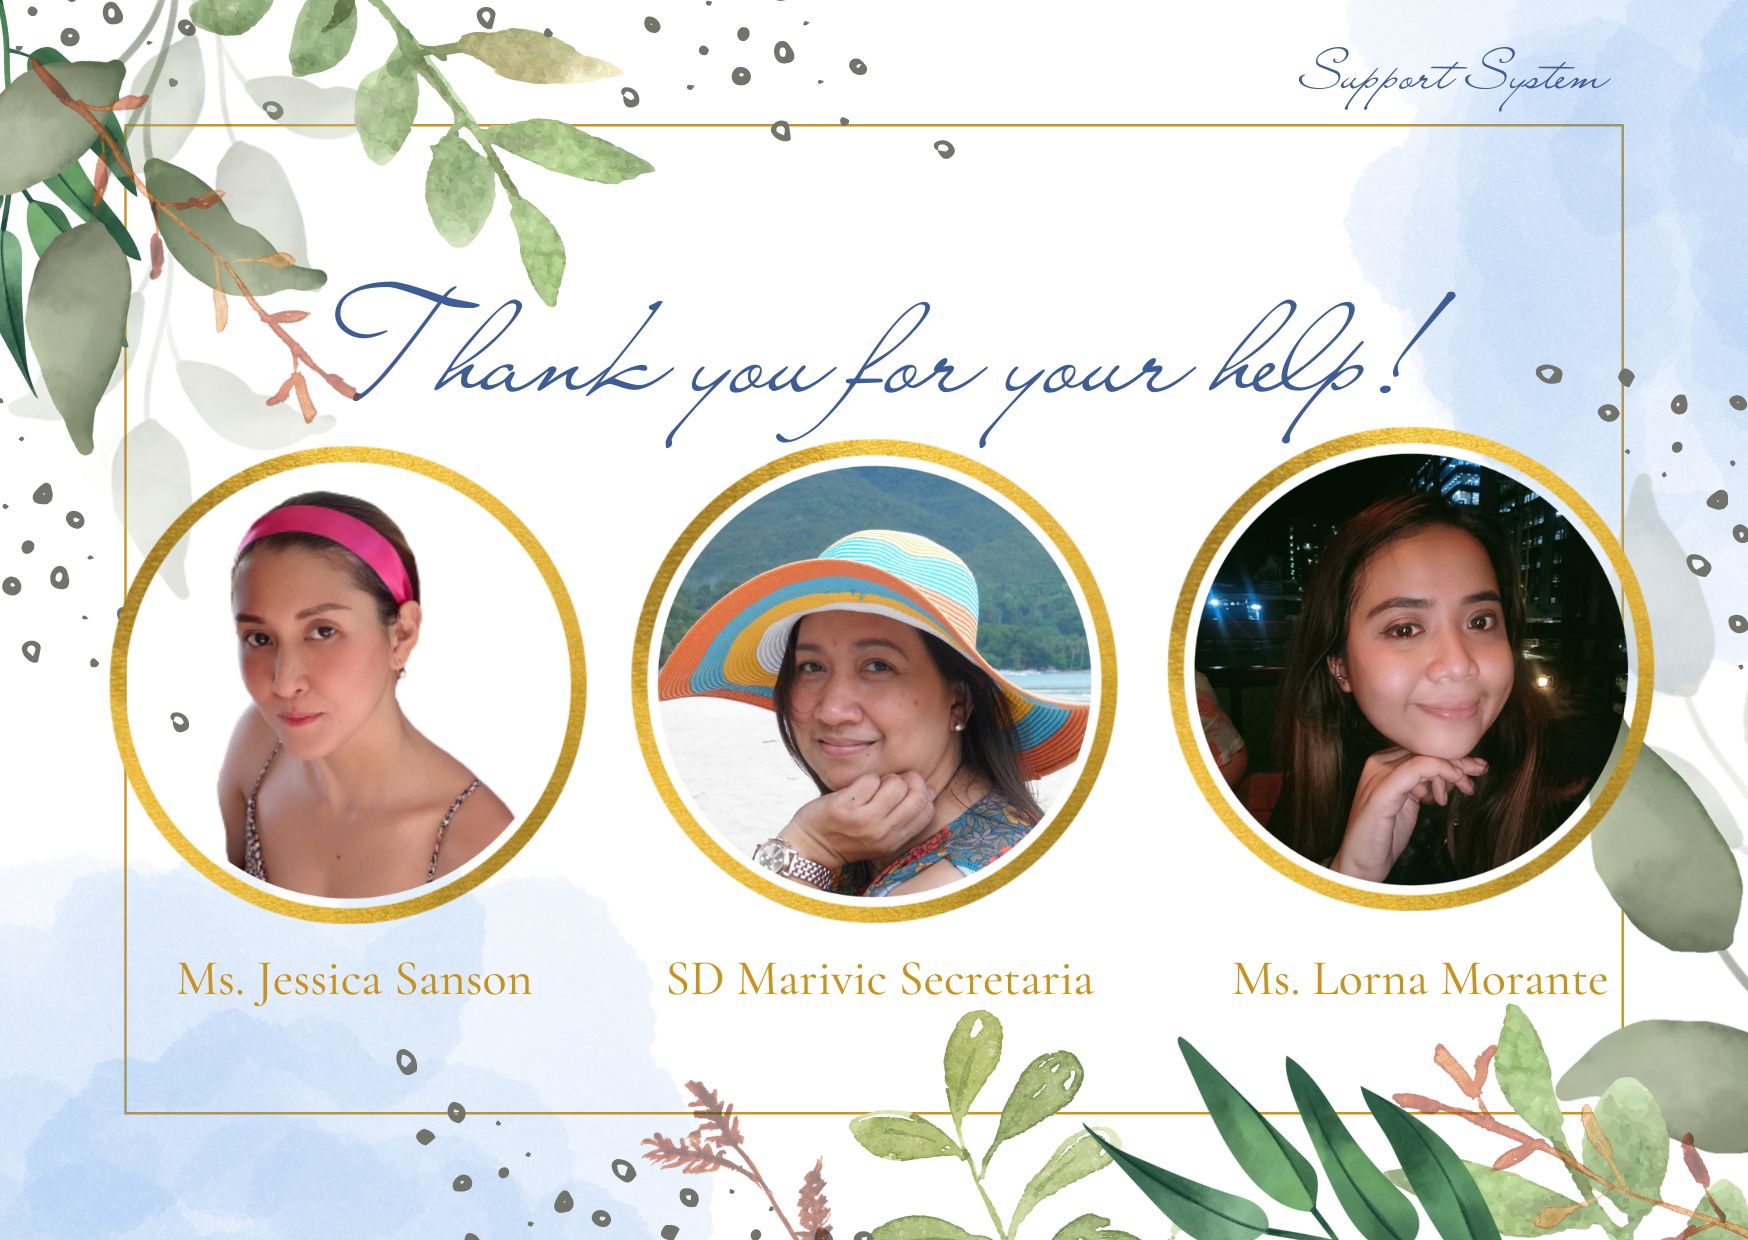 Support System
Thank you for your help!
Ms. Jessica Sanson
SD Marivic Secretaria
Ms. Lorna Morante